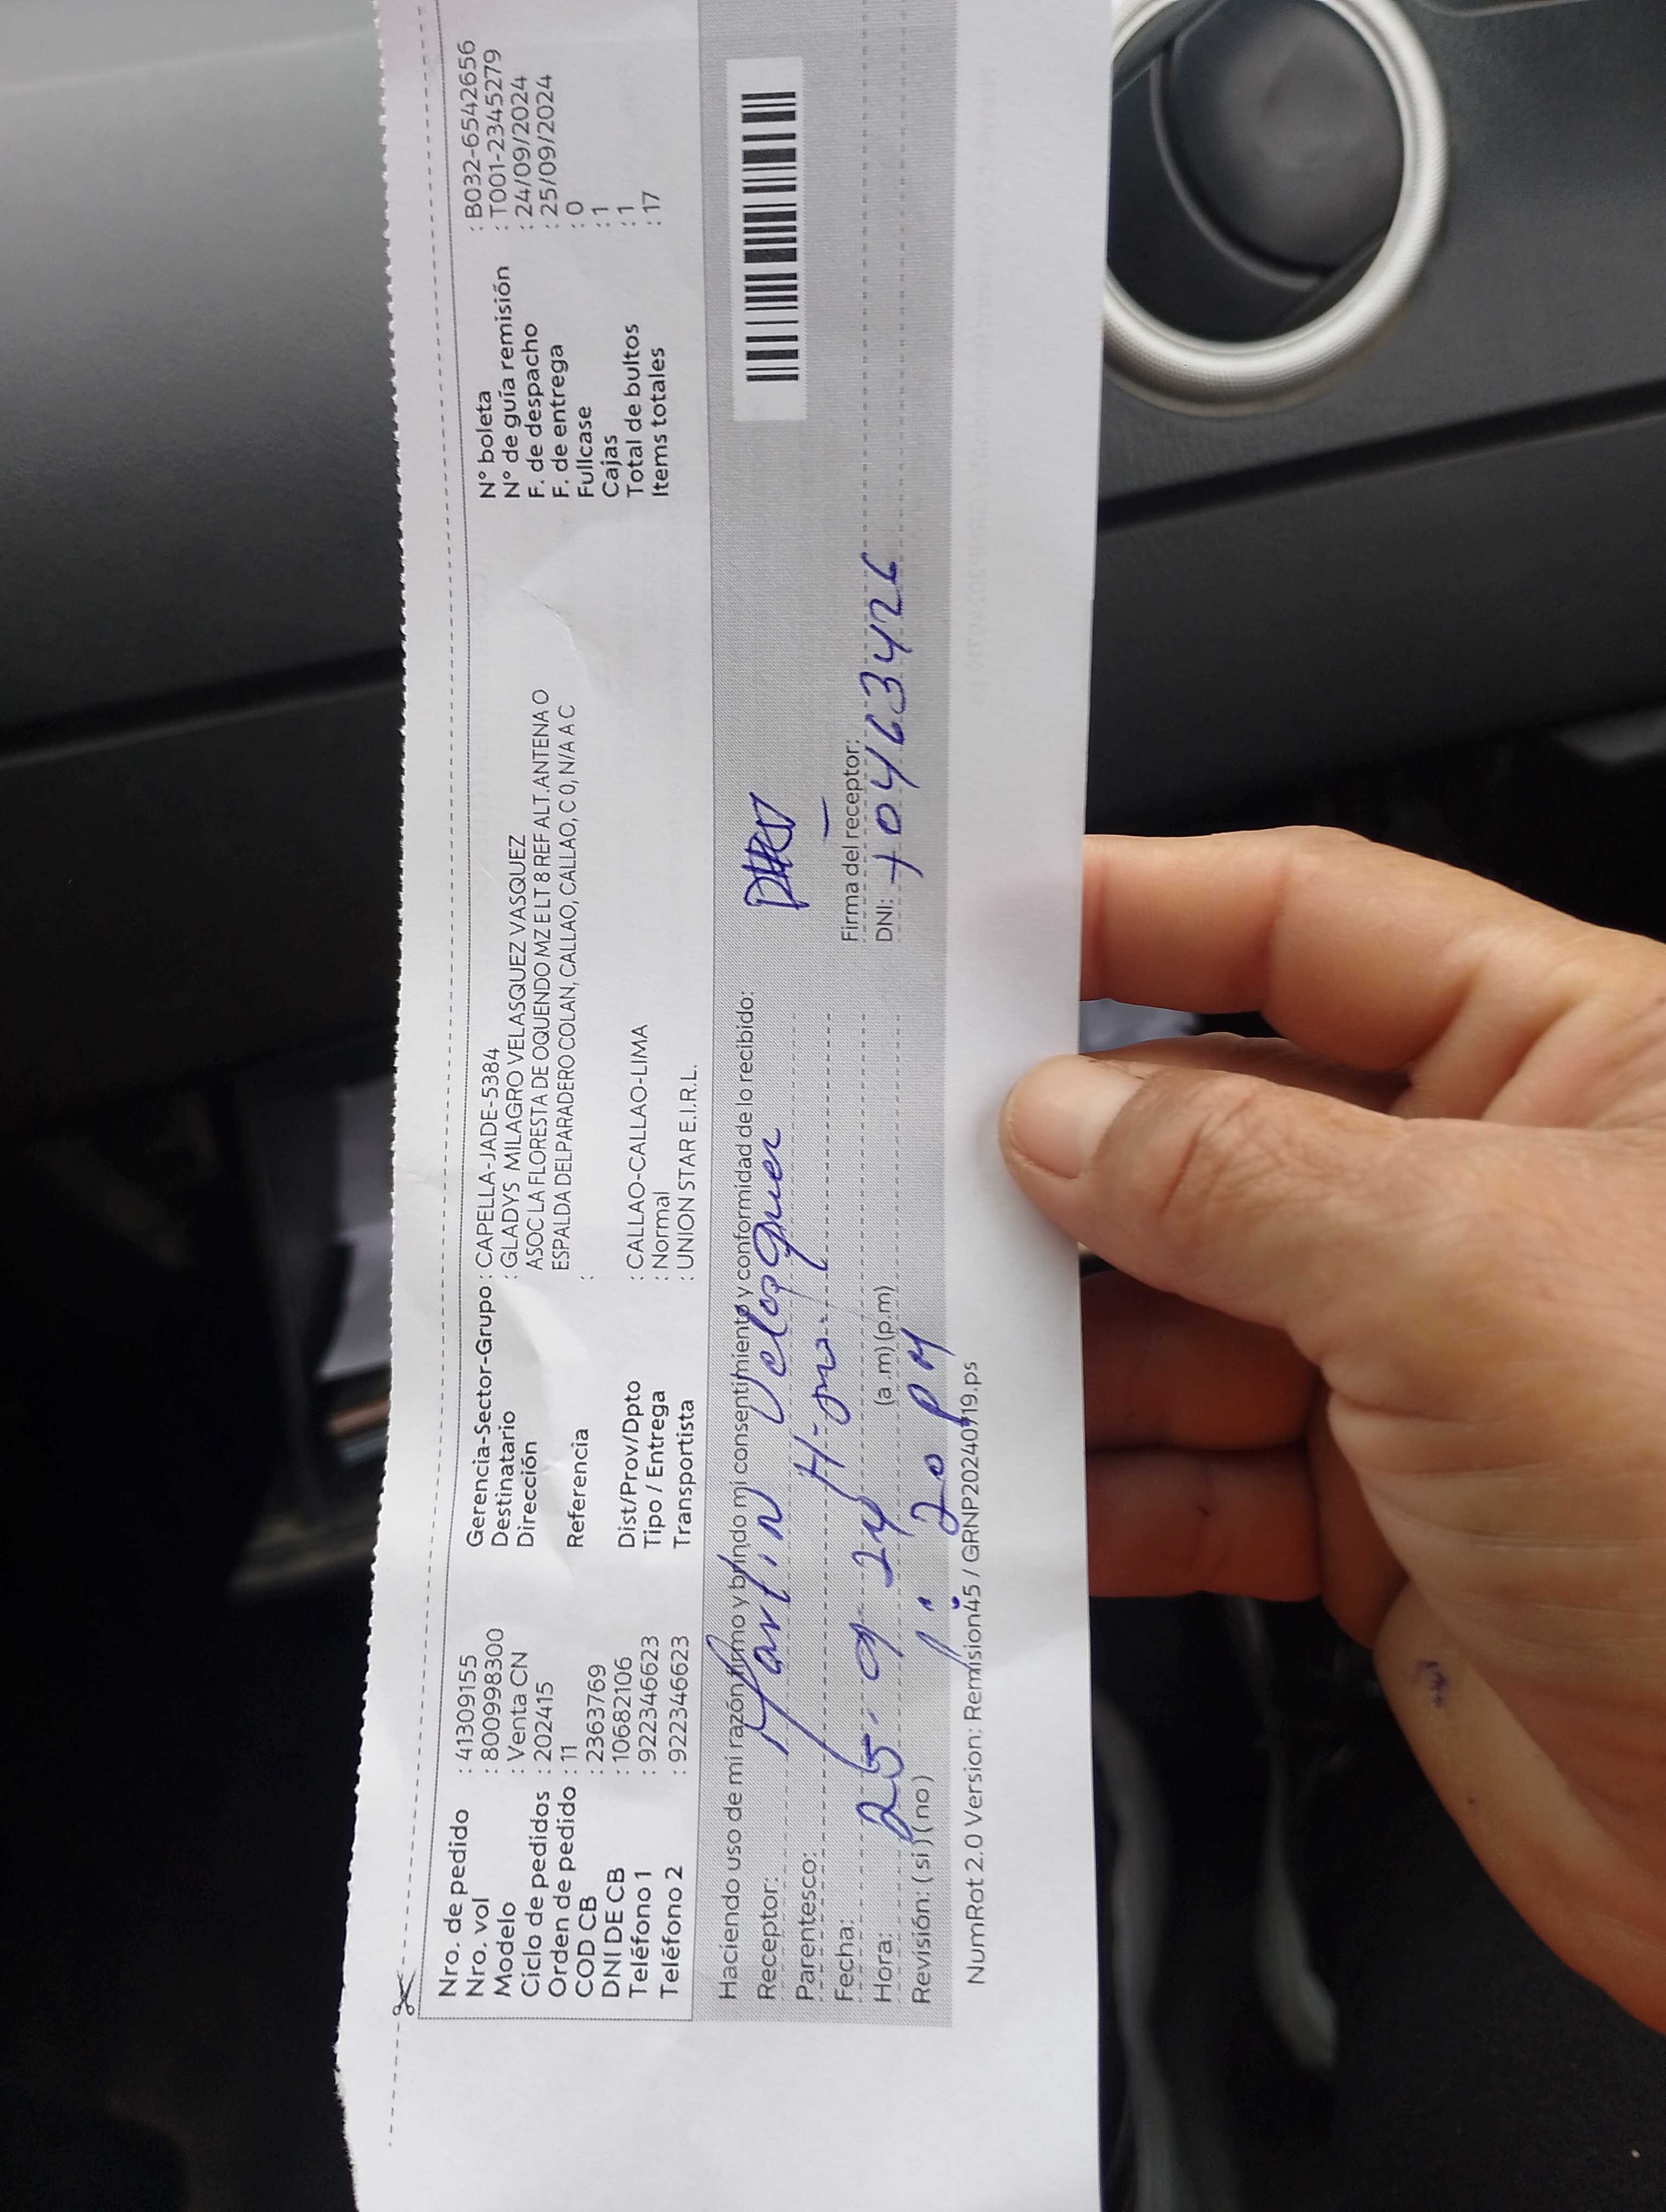 Nro. de pedido : 41309155
Nro. vol : 8009998300
Modelo : Venta CN
Ciclo de pedidos : 202415
Orden de pedido : 11
COD CB : 2363769
DNI DE CB : 10682106
Teléfono 1 : 922346623
Teléfono 2 : 922346623
Gerencia-Sector-Grupo : CAPELLA-JADE-5384
Destinatario : GLADYS MILAGRO VELASQUEZ VASQUEZ
Dirección ASOC LA FLORESTA DE OQUENDO MZ E LT 8 REF ALT.ANTENA O
ESPALDA DELPARADERO COLAN, CALLAO, CALLAO, CALLAO, C 0, N/A A C
Referencia :
Dist/Prov/Dpto : CALLAO-CALLAO-LIMA
Tipo / Entrega : Normal
Transportista : UNION STAR E.I.R.L.
N° boleta : B032-6542656
N° de guía remisión : T001-2345279
F. de despacho : 24/09/2024
F. de entrega : 25/09/2024
Fullcase : 0
Cajas : 1
Total de bultos : 1
Items totales : 17
Haciendo uso de mi razón firmo y brindo mi consentimiento y conformidad de lo recibido:
Receptor: Martin Velasquez
Parentesco:
Fecha: 25. 09 24
Hora: 1:20 PM (a.m)(p.m)
Revisión: (si)(no)
Firma del receptor:
DNI: 10463426
NumRot 2.0 Version: Remision45 / GRNP20240719.ps